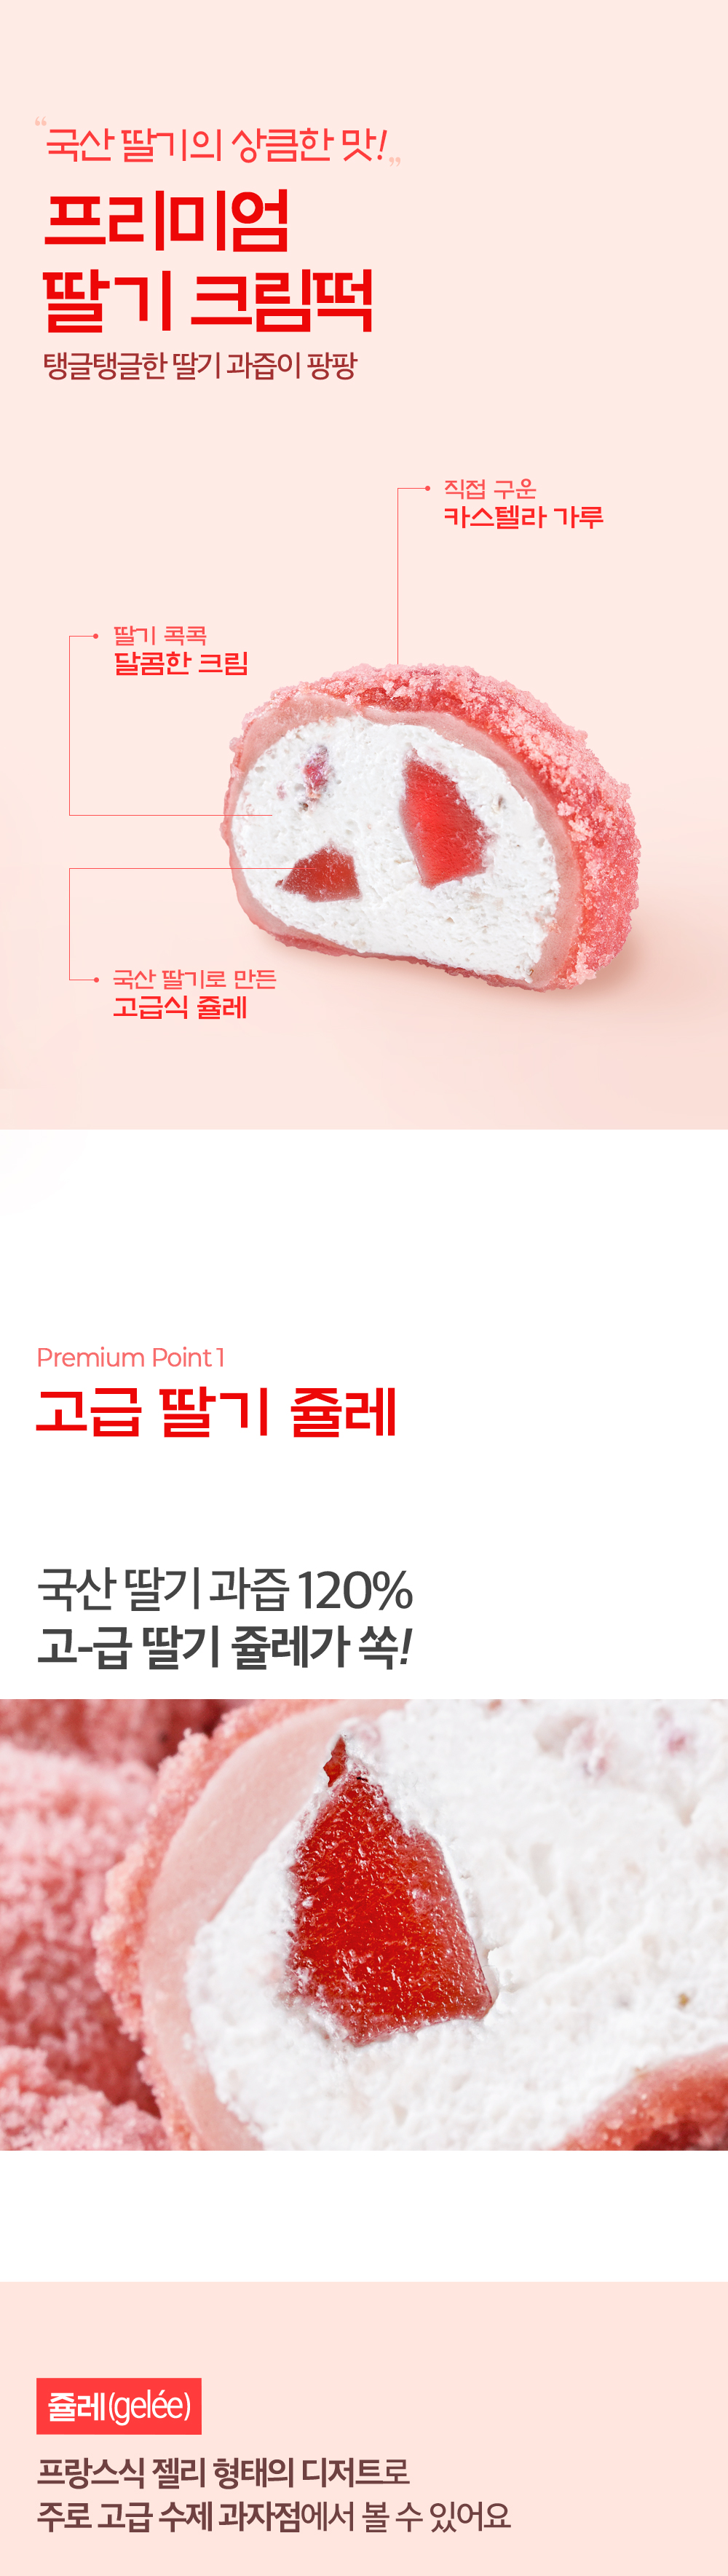 “국산 딸기의 상큼한 맛!”
프리미엄
딸기 크림떡
탱글탱글한 딸기 과즙이 팡팡
직접 구운
카스텔라 가루
딸기 콕콕
달콤한 크림
국산 딸기로 만든
고급식 쥴레
Premium Point 1
고급 딸기 쥴레
국산 딸기 과즙 120%
고-급 딸기 쥴레가 쏙!
쥴레(gelée)
프랑스식 젤리 형태의 디저트로
주로 고급 수제 과자점에서 볼 수 있어요